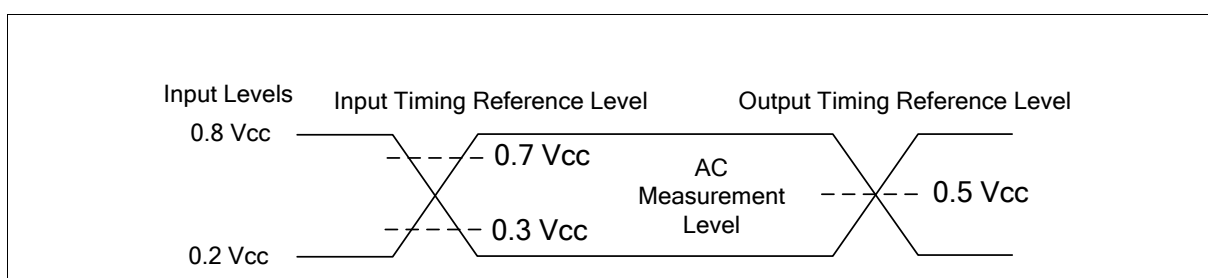 Input Levels
Input Timing Reference Level
Output Timing Reference Level
0.8 Vcc
0.7 Vcc
AC
Measurement
Level
0.5 Vcc
0.3 Vcc
0.2 Vcc